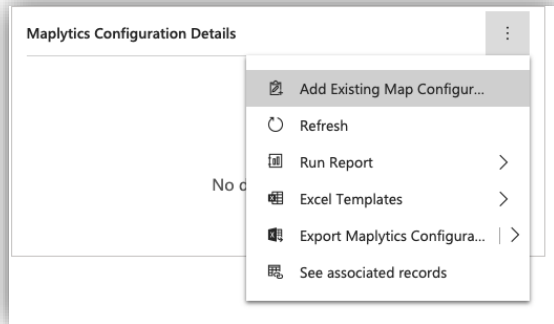 Maplytics Configuration Details
Add Existing Map Configur...
Refresh
Run Report
No d
Excel Templates
Export Maplytics Configura...
See associated records